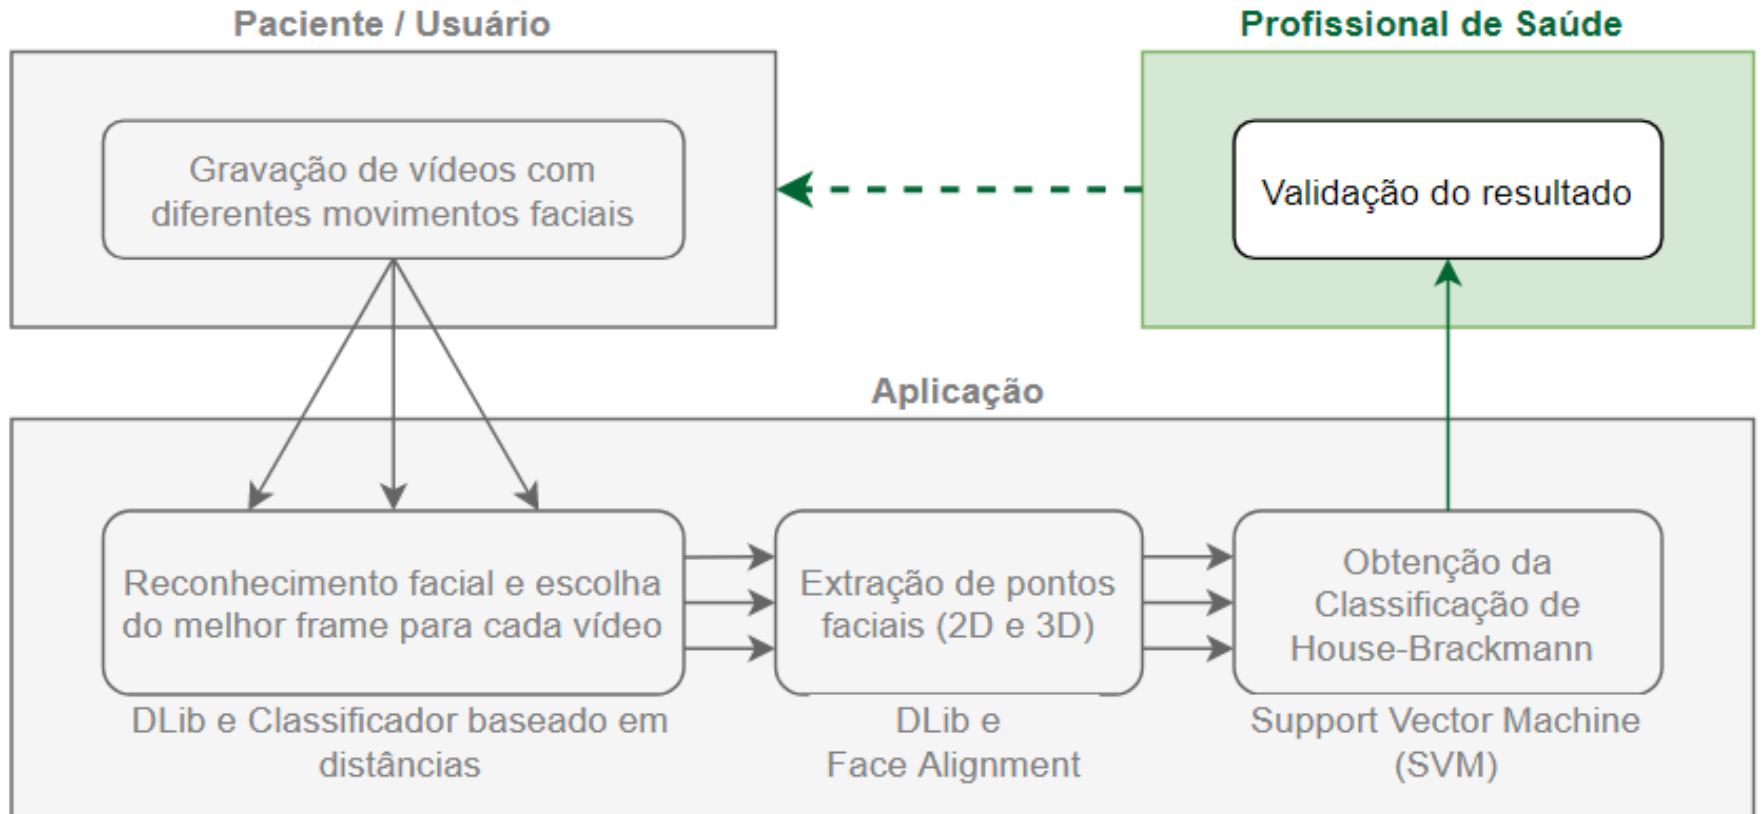 Paciente / Usuário
Profissional de Saúde
Gravação de vídeos com
diferentes movimentos faciais
Validação do resultado
Aplicação
Reconhecimento facial e escolha
do melhor frame para cada vídeo
DLib e Classificador baseado em
distâncias
Extração de pontos
faciais (2D e 3D)
DLib e
Face Alignment
Obtenção da
Classificação de
House-Brackmann
Support Vector Machine
(SVM)